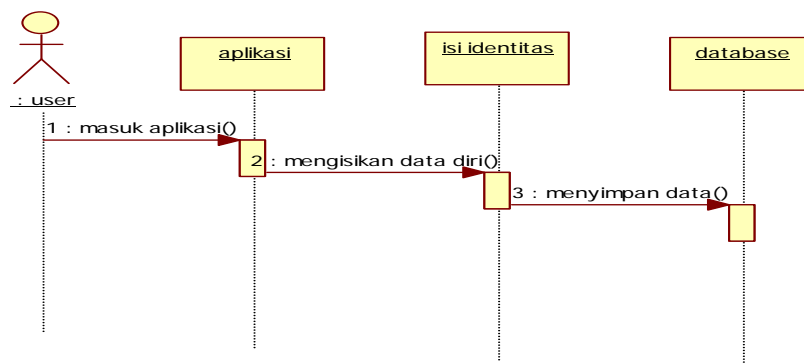 aplikasi
isi identitas
database
: user
1 : masuk aplikasi()
2 : mengisikan data diri()
3 : menyimpan data()